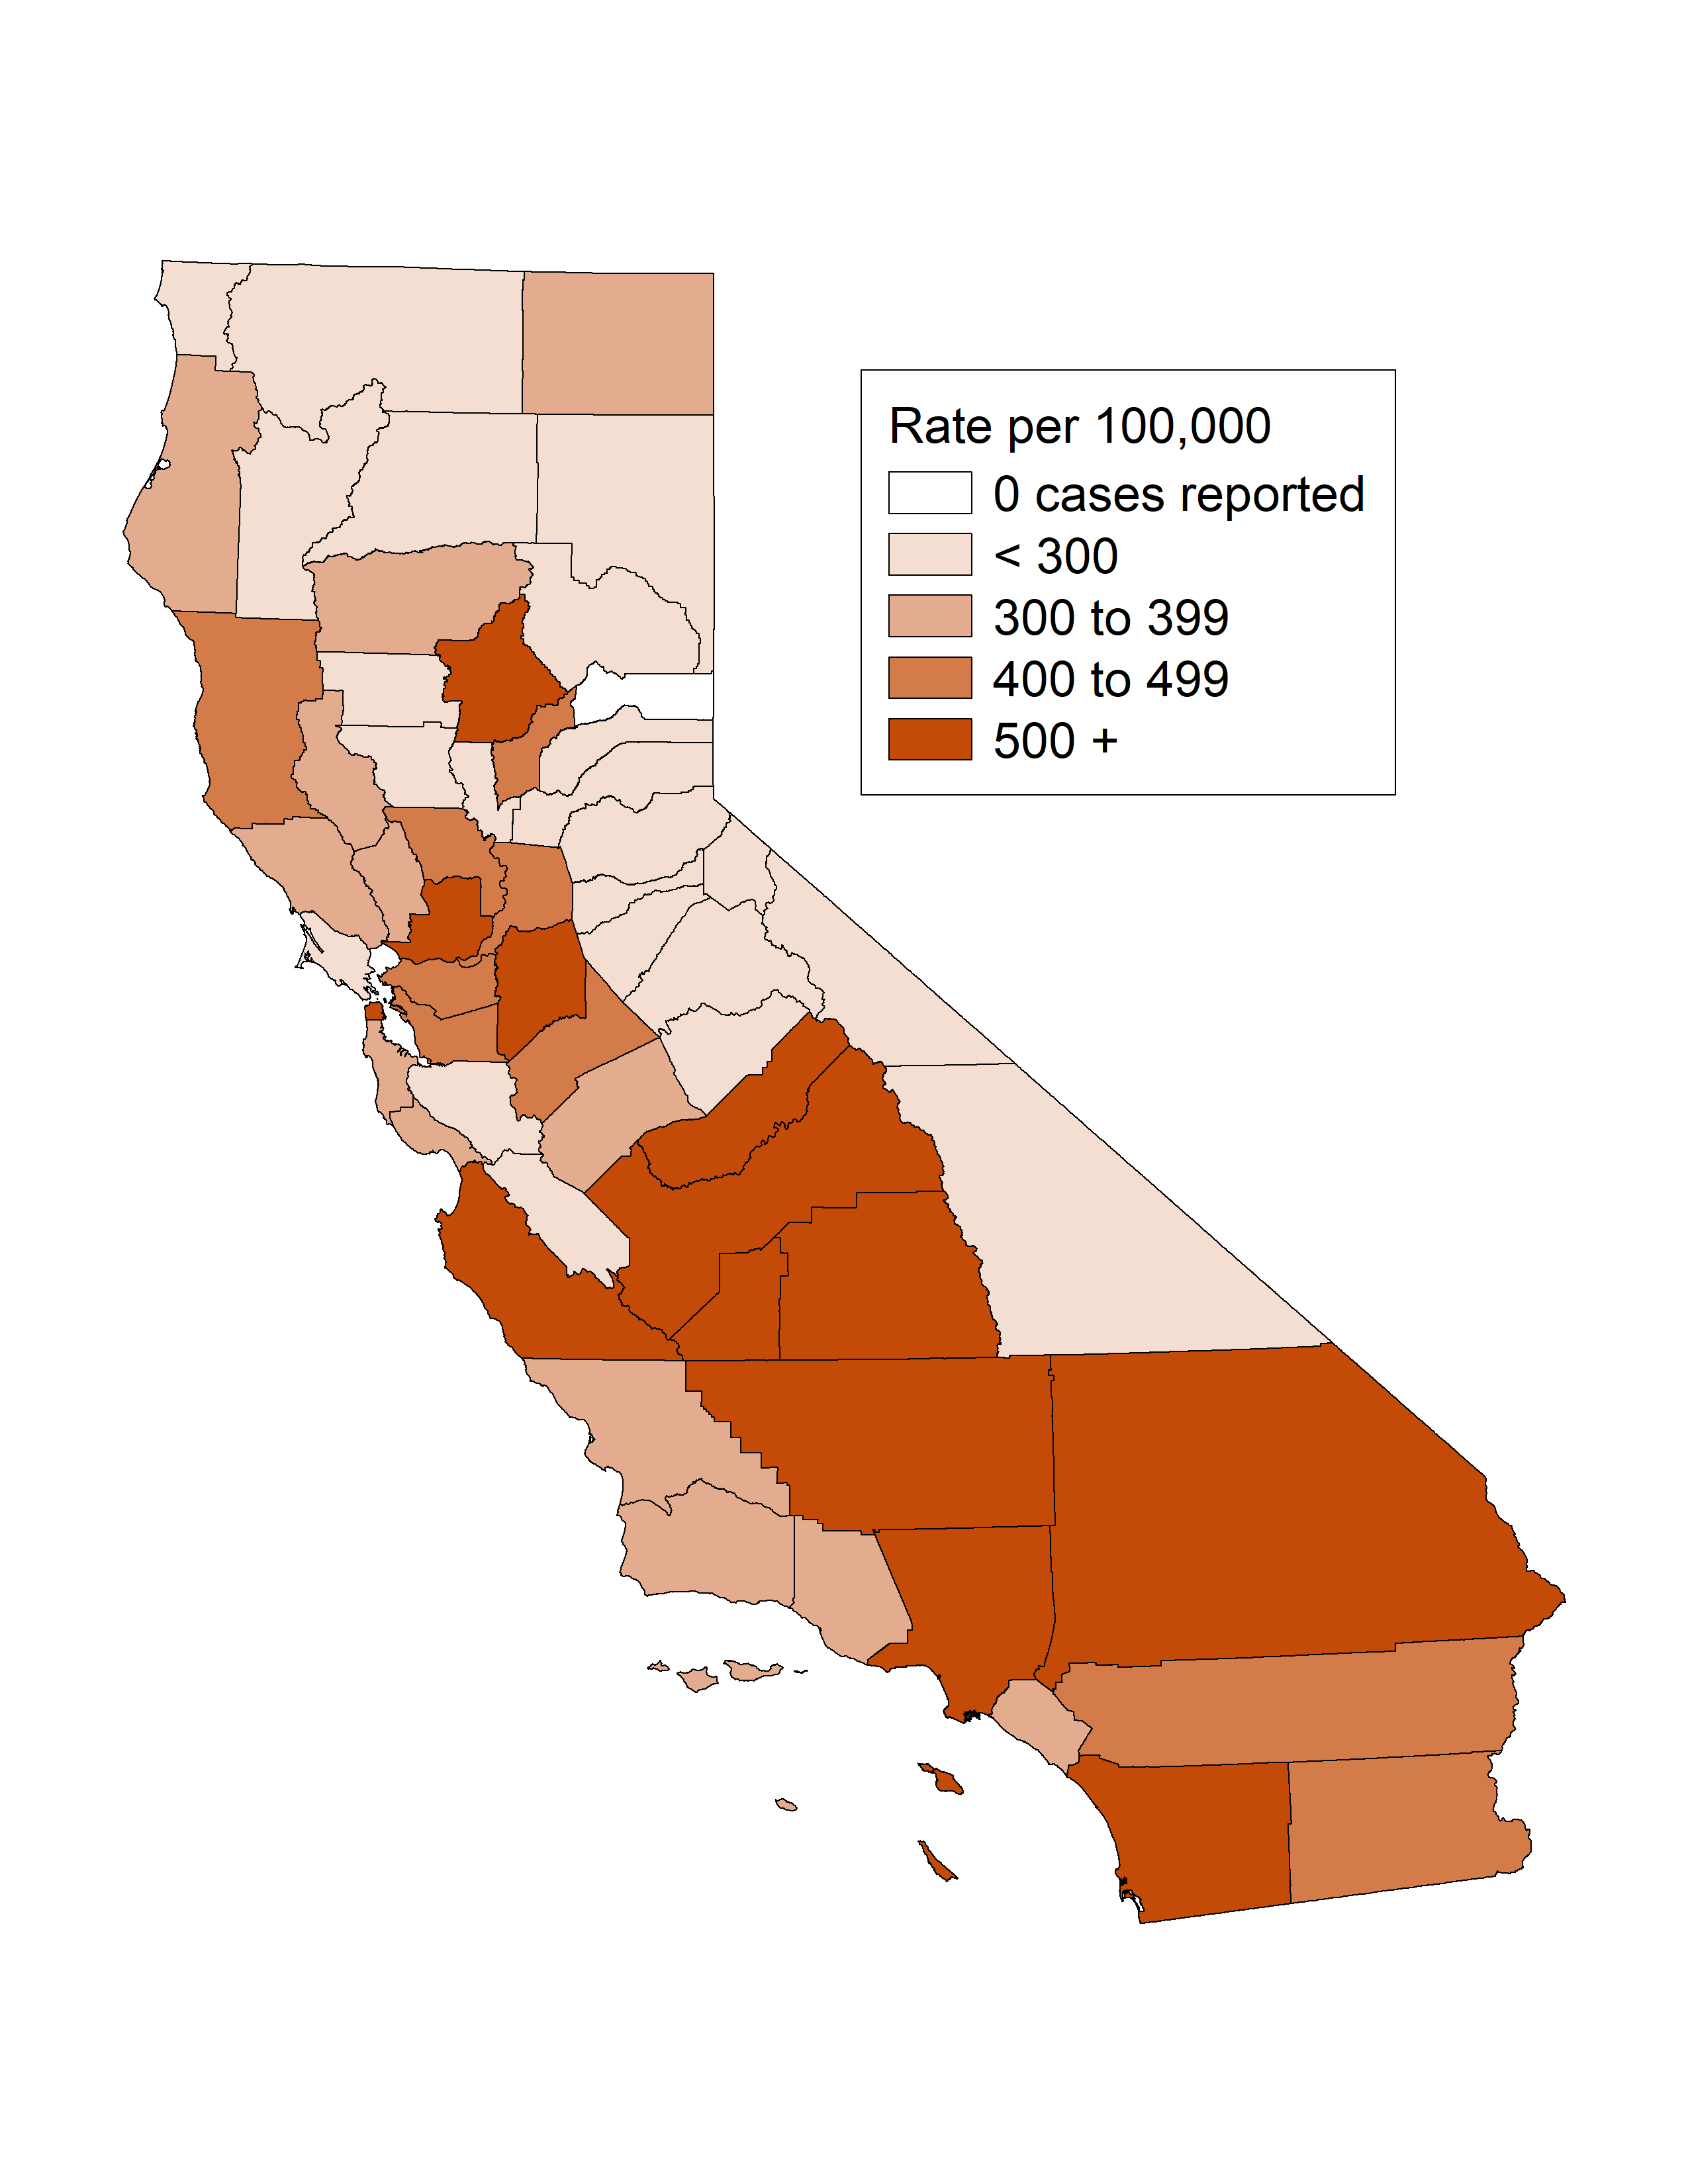 Rate per 100,000
0 cases reported
< 300
300 to 399
400 to 499
500 +